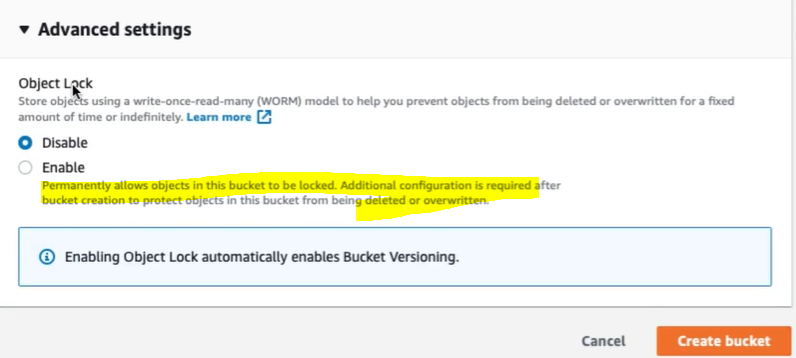 Advanced settings
Object Lock
Store objects using a write-once-read-many (WORM) model to help you prevent objects from being deleted or overwritten for a fixed
amount of time or indefinitely. Learn more
Disable
Enable
Permanently allows objects in this bucket to be locked. Additional configuration is required after
bucket creation to protect objects in this bucket from being deleted or overwritten.
Enabling Object Lock automatically enables Bucket Versioning.
Cancel Create bucket